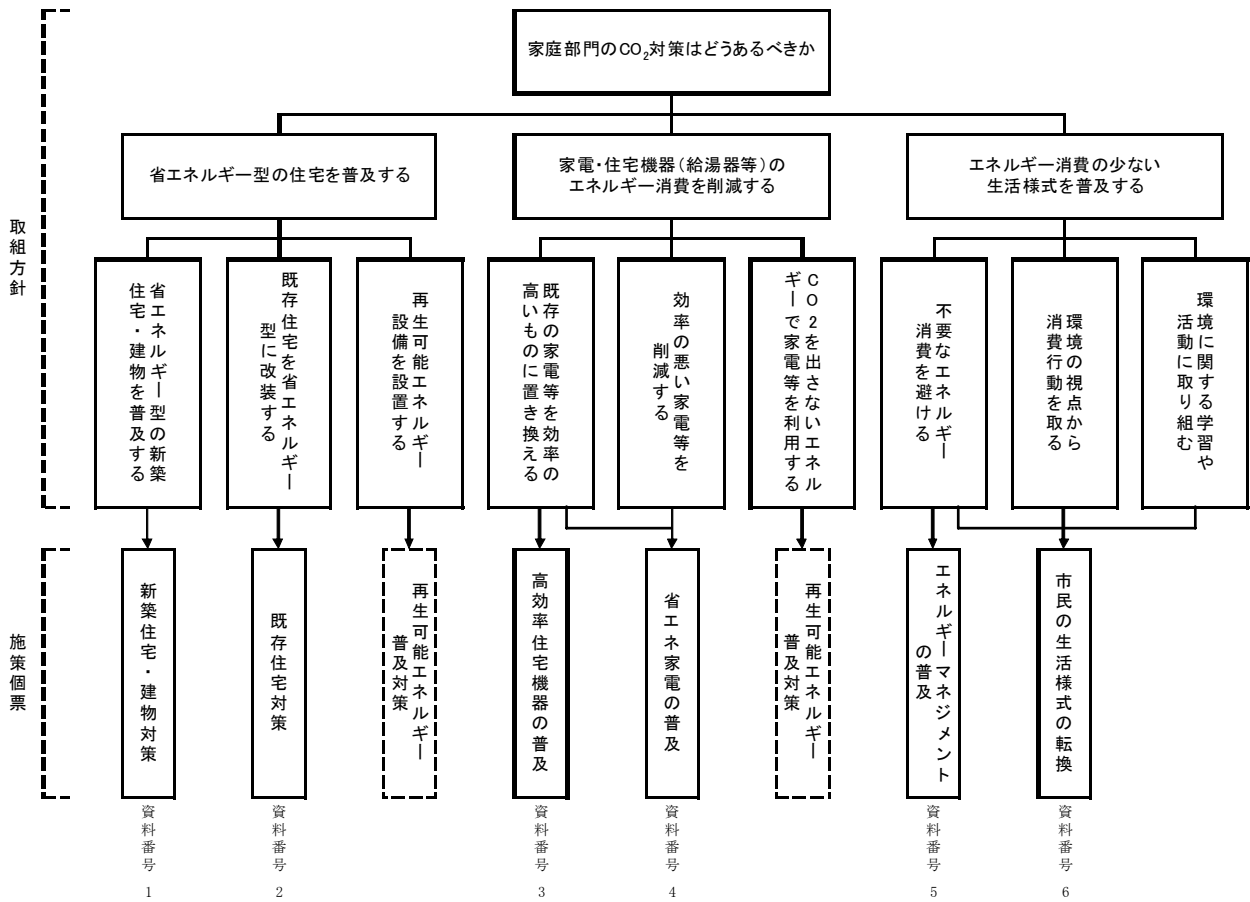 家庭部門のCO₂対策はどうあるべきか
省エネルギー型の住宅を普及する
家電・住宅機器(給湯器等)の
エネルギー消費を削減する
エネルギー消費の少ない
生活様式を普及する
取組方針
省エネルギー型の新築
住宅・建物を普及する
既存住宅を省エネルギー
型に改装する
再生可能エネルギー
設備を設置する
既存の家電等を効率の
高いものに置き換える
効率の悪い家電等を
削減する
CO2を出さないエネル
ギーで家電等を利用する
不要なエネルギー
消費を避ける
環境の視点から
消費行動を取る
環境に関する学習や
活動に取り組む
施策個票
新築住宅・建物対策
既存住宅対策
再生可能エネルギー
普及対策
高効率住宅機器の普及
省エネ家電の普及
再生可能エネルギー
普及対策
エネルギーマネジメント
の普及
市民の生活様式の転換
資料番号
1
資料番号
2
資料番号
3
資料番号
4
資料番号
5
資料番号
6